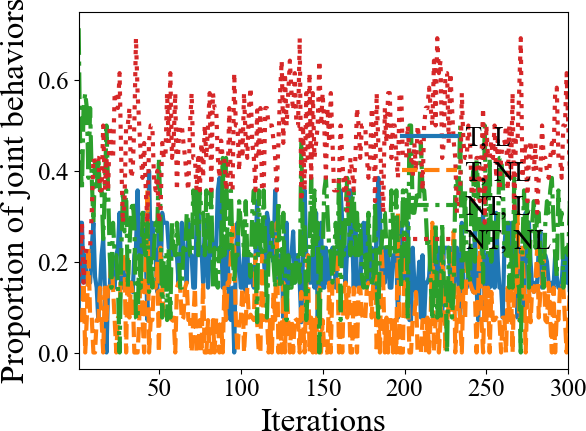 Proportion of joint behaviors
0.6
0.4
0.2
0.0
T, L
T, NL
NT, L
NT, NL
50
100
150
200
250
300
Iterations